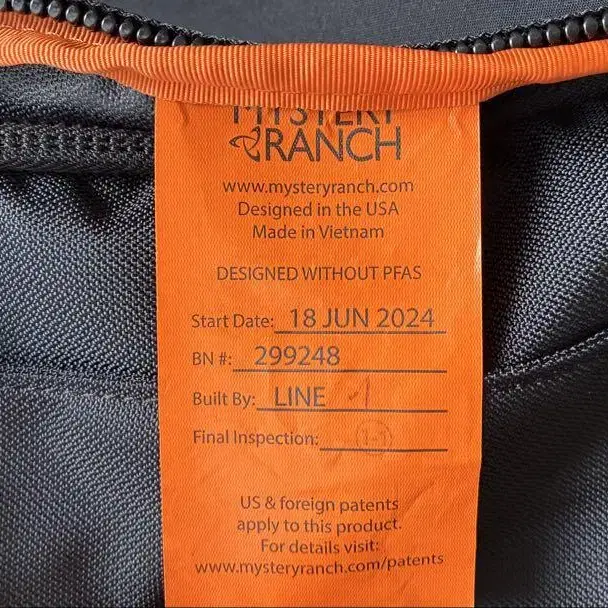 MYSTERY
RANCH
www.mysteryranch.com
Designed in the USA
Made in Vietnam
DESIGNED WITHOUT PFAS
Start Date: 18 JUN 2024
BN #: 299248
Built By: LINE 1
Final Inspection: 1-1
US & foreign patents
apply to this product.
For details visit:
www.mysteryranch.com/patents